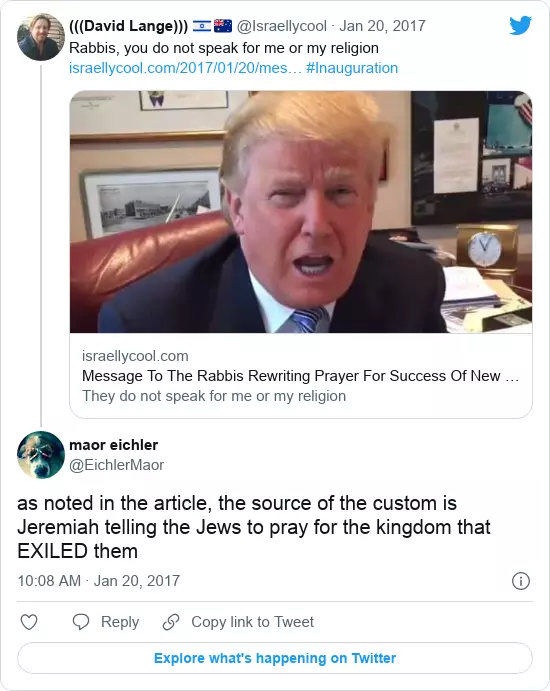 (((David Lange))) 🇮🇱 🇦🇺 @Israellycool · Jan 20, 2017
Rabbis, you do not speak for me or my religion
israellycool.com/2017/01/20/mes… #Inauguration
israellycool.com
Message To The Rabbis Rewriting Prayer For Success Of New …
They do not speak for me or my religion
maor eichler
@EichlerMaor
as noted in the article, the source of the custom is
Jeremiah telling the Jews to pray for the kingdom that
EXILED them
10:08 AM · Jan 20, 2017
Reply
Copy link to Tweet
Explore what's happening on Twitter